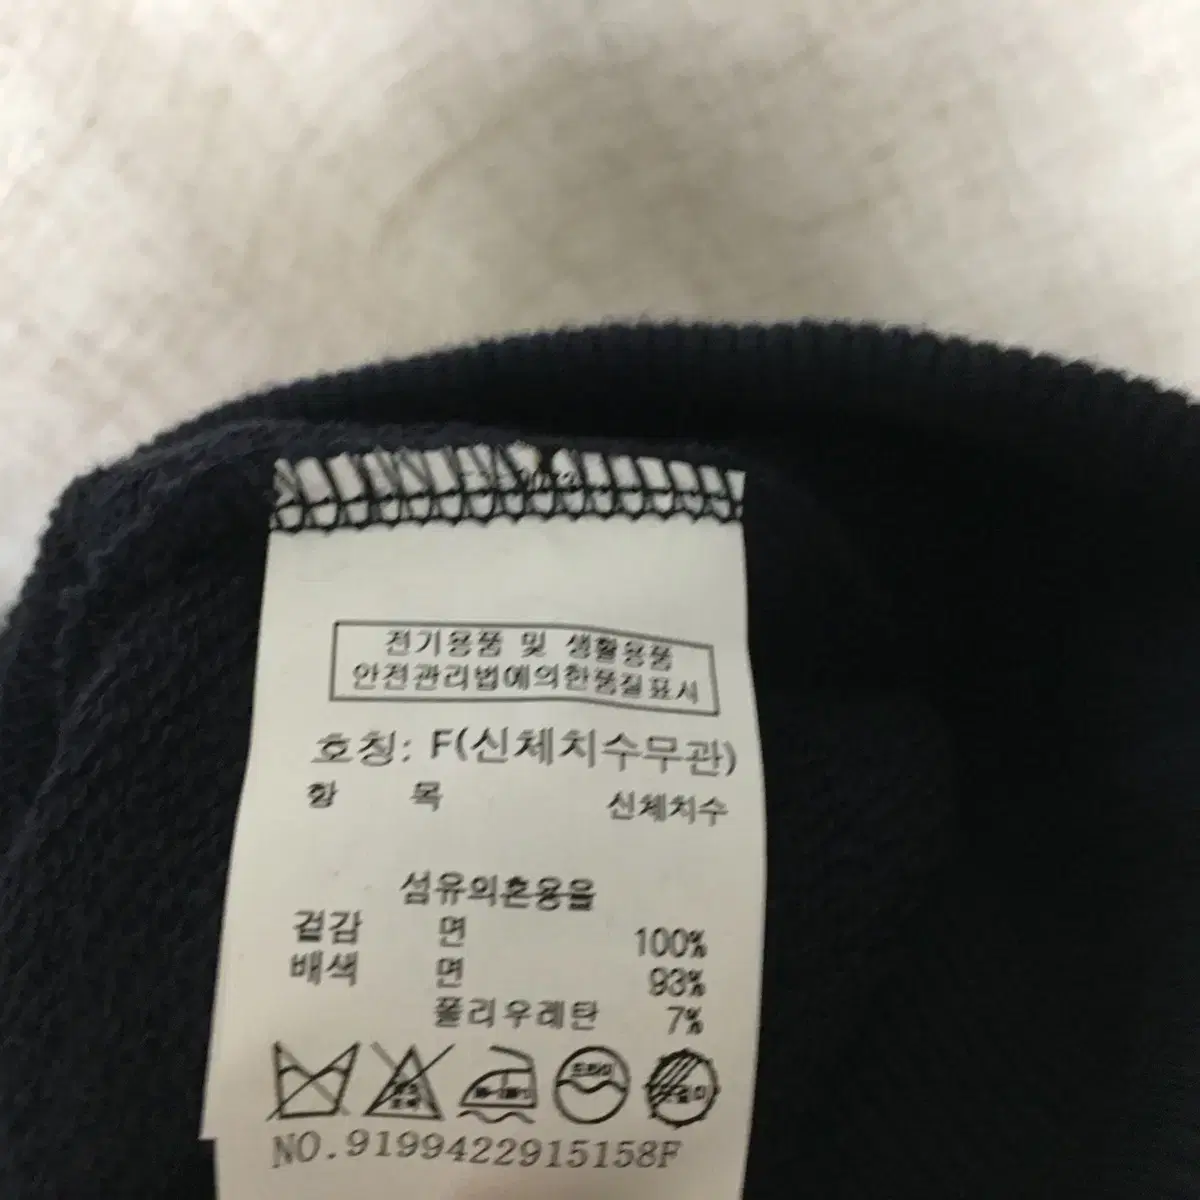 전기용품 및 생활용품
안전관리법에의한품질표시
호칭: F(신체치수무관)
항 목 신체치수
섬유의혼용율
겉감 면 100%
배색 면 93%
폴리우레탄 7%
드라이
NO.9199422915158F